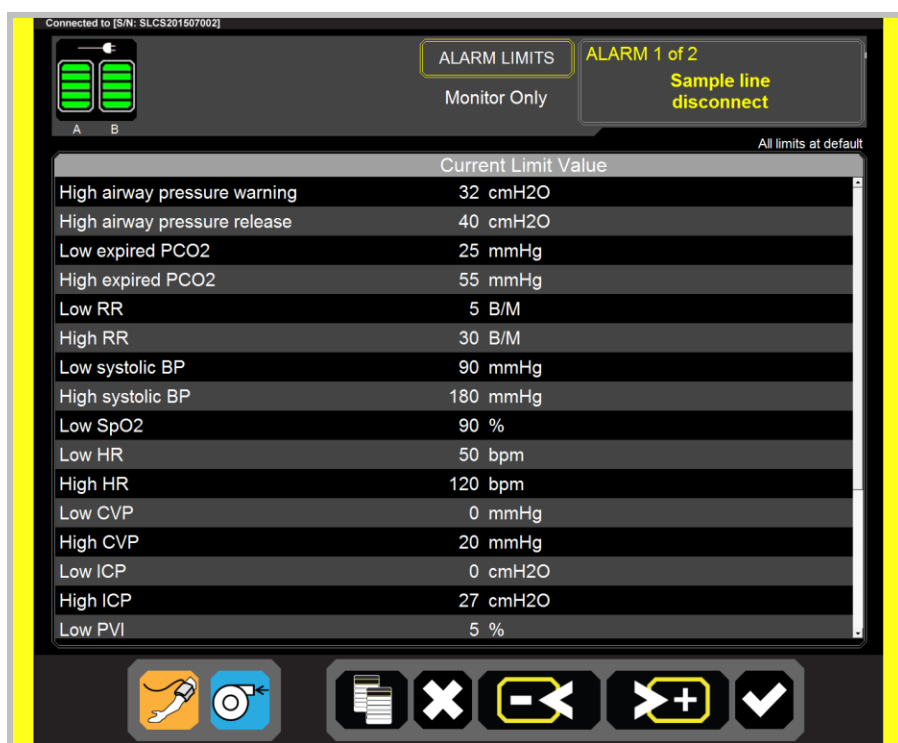 Connected to [S/N: SLCS201507002]
A B
ALARM LIMITS
Monitor Only
ALARM 1 of 2
Sample line
disconnect
All limits at default
Current Limit Value
High airway pressure warning 32 cmH2O
High airway pressure release 40 cmH2O
Low expired PCO2 25 mmHg
High expired PCO2 55 mmHg
Low RR 5 B/M
High RR 30 B/M
Low systolic BP 90 mmHg
High systolic BP 180 mmHg
Low SpO2 90 %
Low HR 50 bpm
High HR 120 bpm
Low CVP 0 mmHg
High CVP 20 mmHg
Low ICP 0 cmH2O
High ICP 27 cmH2O
Low PVI 5 %